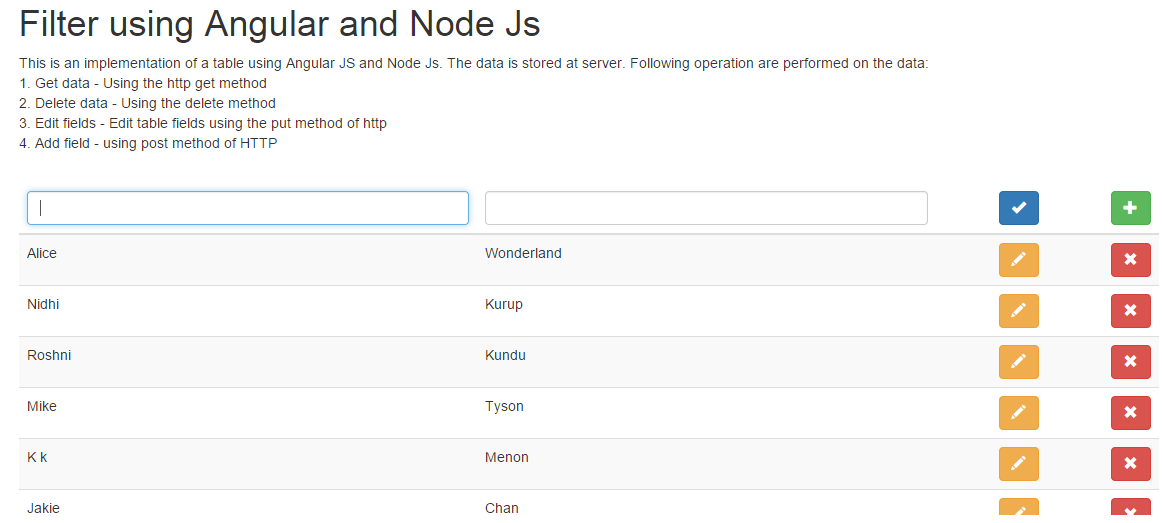 Filter using Angular and Node Js
This is an implementation of a table using Angular JS and Node Js. The data is stored at server. Following operation are performed on the data:
1. Get data - Using the http get method
2. Delete data - Using the delete method
3. Edit fields - Edit table fields using the put method of http
4. Add field - using post method of HTTP
Alice Wonderland
Nidhi Kurup
Roshni Kundu
Mike Tyson
K k Menon
Jakie Chan